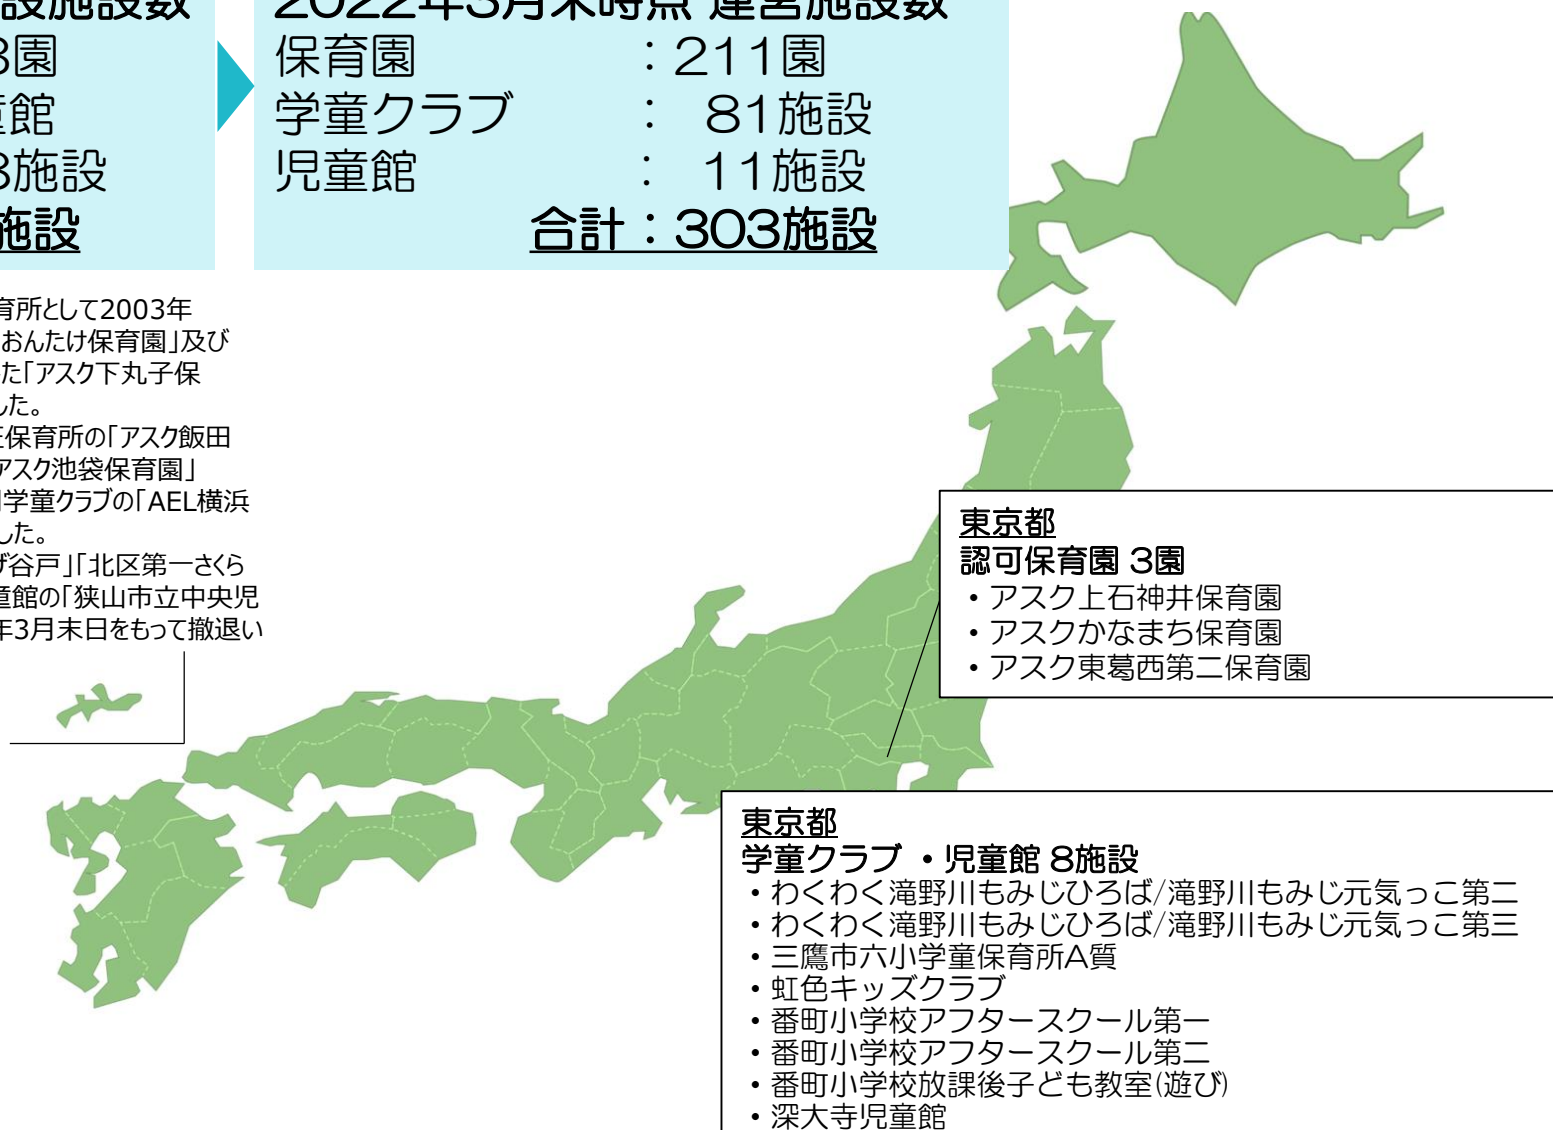 設施設数
3園
童館
3施設
施設
2022年3月末時点 運営施設数
保育園 ：211園
学童クラブ ： 81施設
児童館 ： 11施設
合計：303施設
育所として2003年
おんたけ保育園」及び
た「アスク下丸子保
した。
保育所の「アスク飯田
アスク池袋保育園」
学童クラブの「AEL横浜
した。
谷戸」「北区第一さくら
童館の「狭山市立中央児
年3月末日をもって撤退い
東京都
認可保育園 3園
・アスク上石神井保育園
・アスクかなまち保育園
・アスク東葛西第二保育園
東京都
学童クラブ ・児童館 8施設
・わくわく滝野川もみじひろば/滝野川もみじ元気っこ第二
・わくわく滝野川もみじひろば/滝野川もみじ元気っこ第三
・三鷹市六小学童保育所A質
・虹色キッズクラブ
・番町小学校アフタースクール第一
・番町小学校アフタースクール第二
・番町小学校放課後子ども教室(遊び)
・深大寺児童館